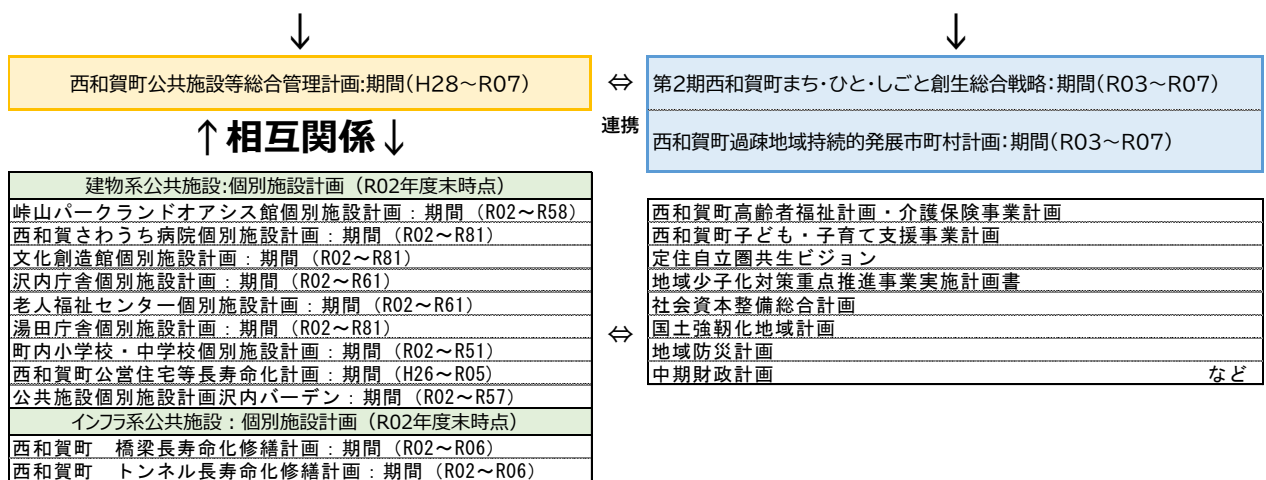 ↓
↓
西和賀町公共施設等総合管理計画:期間(H28～R07)
⇔
連携
第2期西和賀町まち・ひと・しごと創生総合戦略:期間(R03～R07)
西和賀町過疎地域持続的発展市町村計画:期間(R03～R07)
↑相互関係↓
建物系公共施設:個別施設計画（R02年度末時点）
峠山パークランドオアシス館個別施設計画：期間（R02～R58）
西和賀さわうち病院個別施設計画：期間（R02～R81）
文化創造館個別施設計画：期間（R02～R81）
沢内庁舎個別施設計画：期間（R02～R61）
老人福祉センター個別施設計画：期間（R02～R61）
湯田庁舎個別施設計画：期間（R02～R81）
町内小学校・中学校個別施設計画：期間（R02～R51）
西和賀町公営住宅等長寿命化計画：期間（H26～R05）
公共施設個別施設計画沢内バーデン：期間（R02～R57）
インフラ系公共施設：個別施設計画（R02年度末時点）
西和賀町　橋梁長寿命化修繕計画：期間（R02～R06）
西和賀町　トンネル長寿命化修繕計画：期間（R02～R06）
⇔
西和賀町高齢者福祉計画・介護保険事業計画
西和賀町子ども・子育て支援事業計画
定住自立圏共生ビジョン
地域少子化対策重点推進事業実施計画書
社会資本整備総合計画
国土強靭化地域計画
地域防災計画
中期財政計画　など